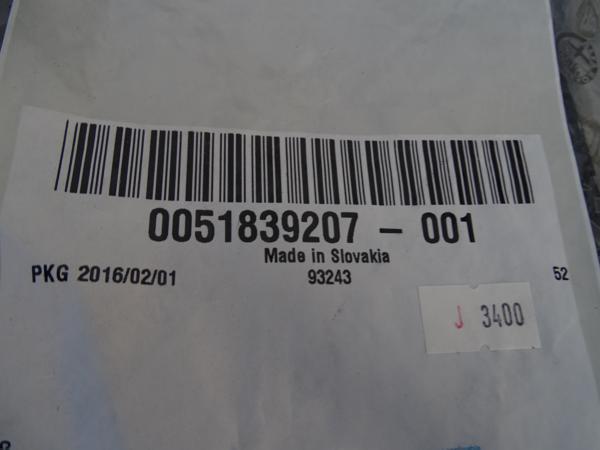 0051839207 - 001
Made in Slovakia
PKG 2016/02/01 93243 52
J 3400